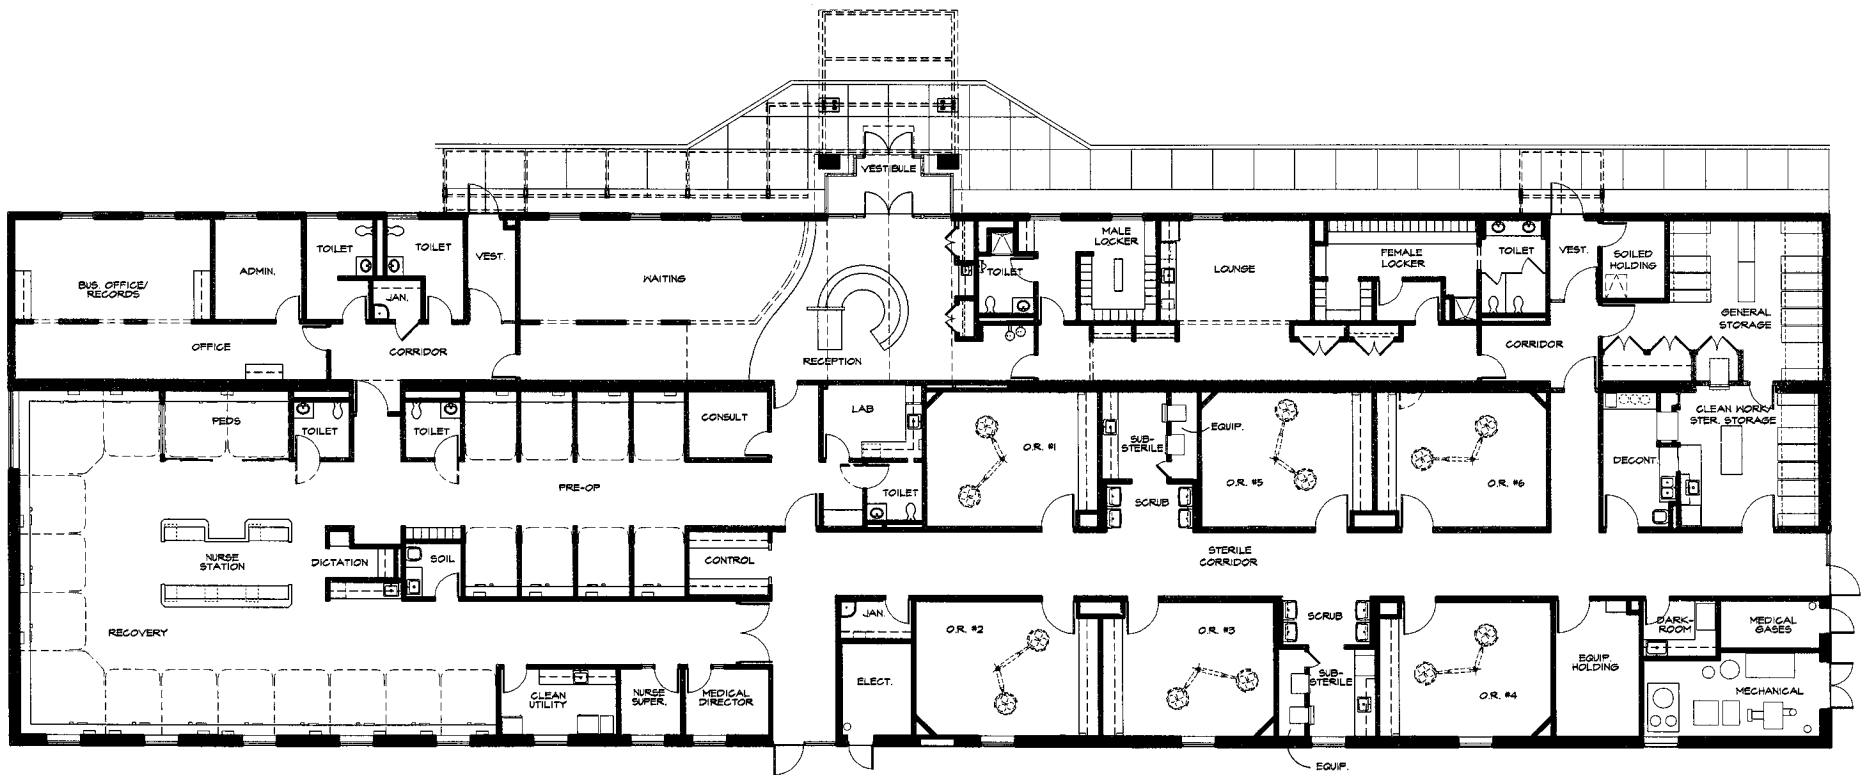 VESTIBULE
TOILET
TOILET
VEST.
ADMIN.
BUS. OFFICE/
RECORDS
JAN.
WAITING
TOILET
MALE
LOCKER
LOUNGE
FEMALE
LOCKER
TOILET
VEST.
SOILED
HOLDING
GENERAL
STORAGE
OFFICE
CORRIDOR
RECEPTION
CORRIDOR
PEDS
TOILET
TOILET
CONSULT
LAB
O.R. #1
SUB-
STERILE
EQUIP.
O.R. #5
O.R. #6
DECONT.
CLEAN WORK/
STER. STORAGE
PRE-OP
TOILET
SCRUB
NURSE
STATION
DICTATION
SOIL
CONTROL
STERILE
CORRIDOR
RECOVERY
JAN.
O.R. #2
O.R. #3
SCRUB
DARK-
ROOM
MEDICAL
GASES
CLEAN
UTILITY
NURSE
SUPER.
MEDICAL
DIRECTOR
ELECT.
SUB-
STERILE
O.R. #4
EQUIP.
HOLDING
MECHANICAL
EQUIP.